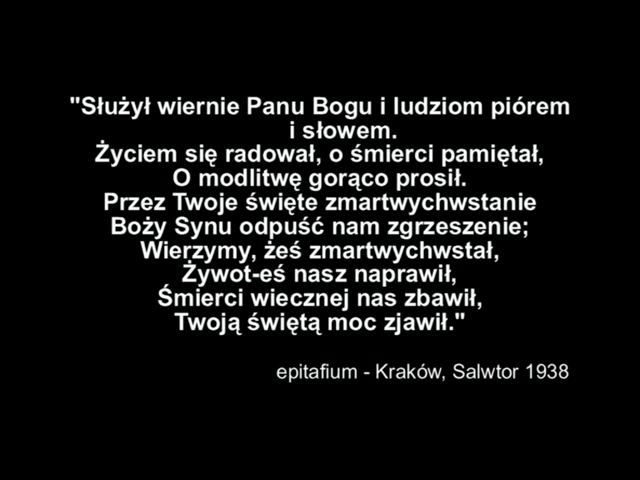 "Służył wiernie Panu Bogu i ludziom piórem
i słowem.
Życiem się radował, o śmierci pamiętał,
O modlitwę gorąco prosił.
Przez Twoje święte zmartwychwstanie
Boży Synu odpuść nam zgrzeszenie;
Wierzymy, żeś zmartwychwstał,
Żywot-eś nasz naprawił,
Śmierci wiecznej nas zbawił,
Twoją świętą moc zjawił."
epitafium - Kraków, Salwtor 1938